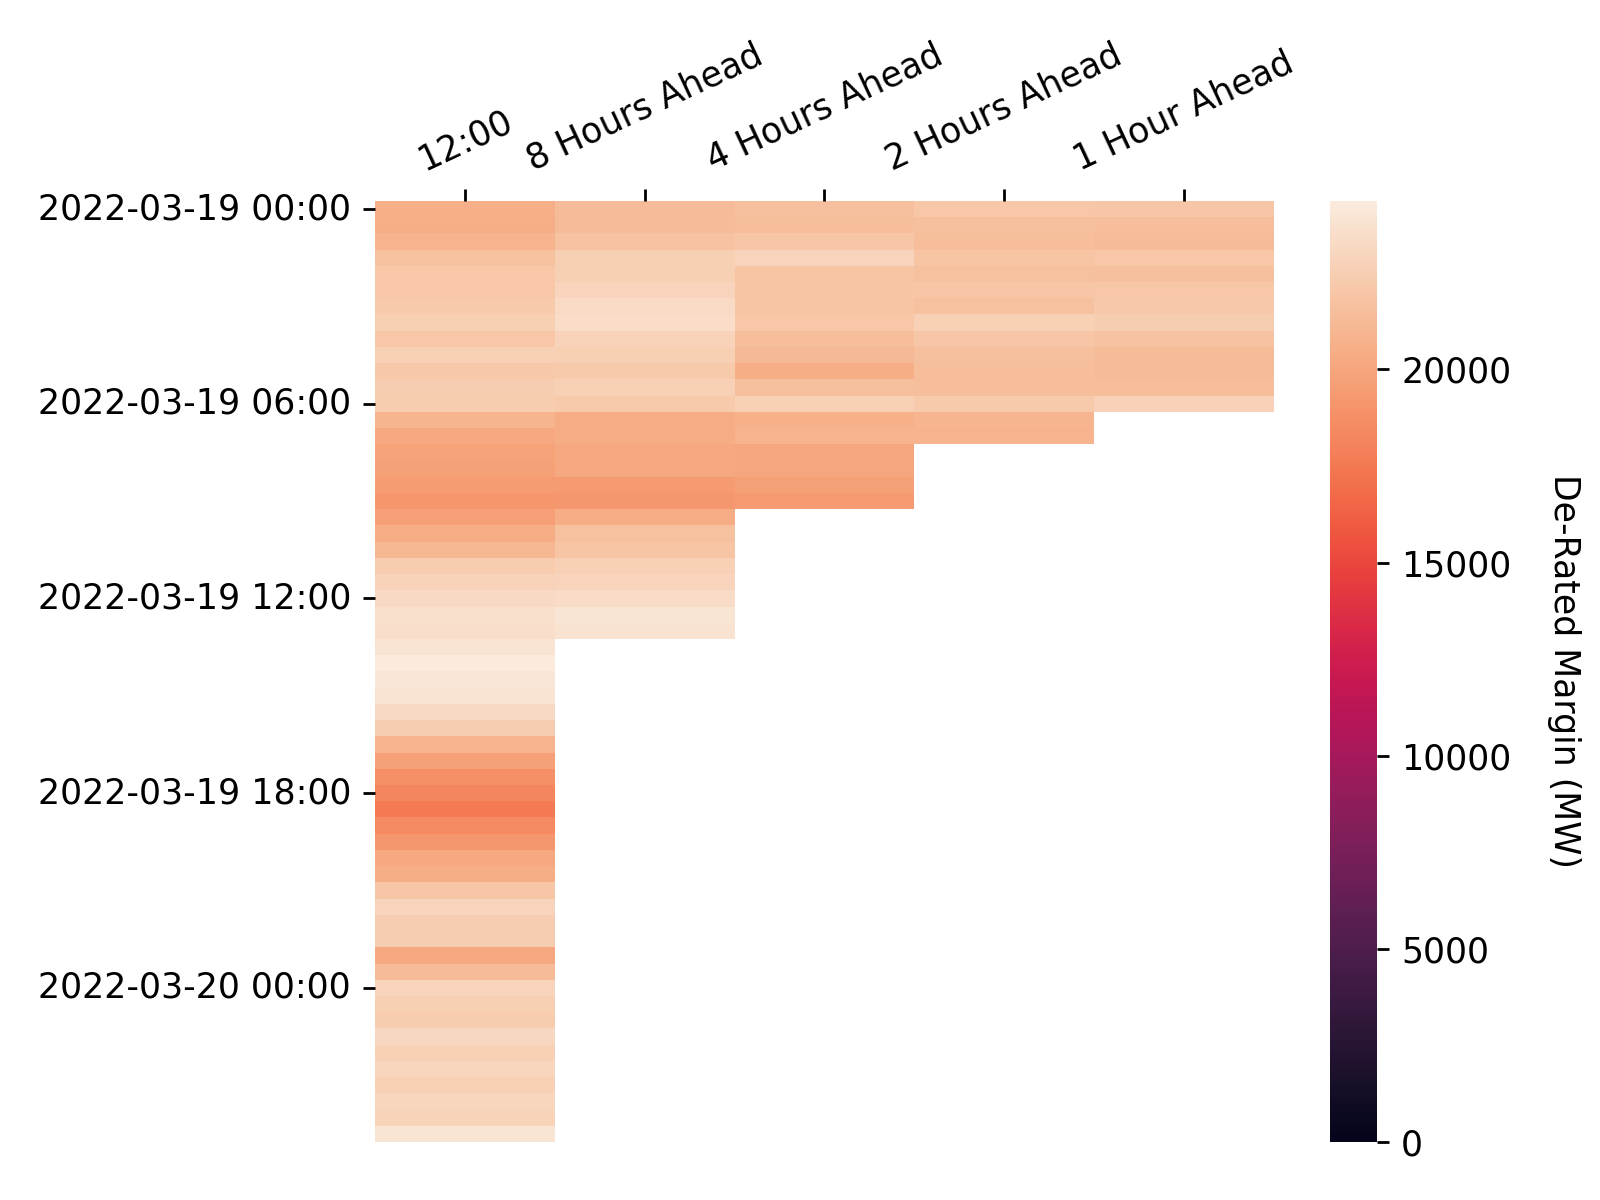 12:00
8 Hours Ahead
4 Hours Ahead
2 Hours Ahead
1 Hour Ahead
2022-03-19 00:00
2022-03-19 06:00
2022-03-19 12:00
2022-03-19 18:00
2022-03-20 00:00
20000
15000
10000
5000
0
De-Rated Margin (MW)